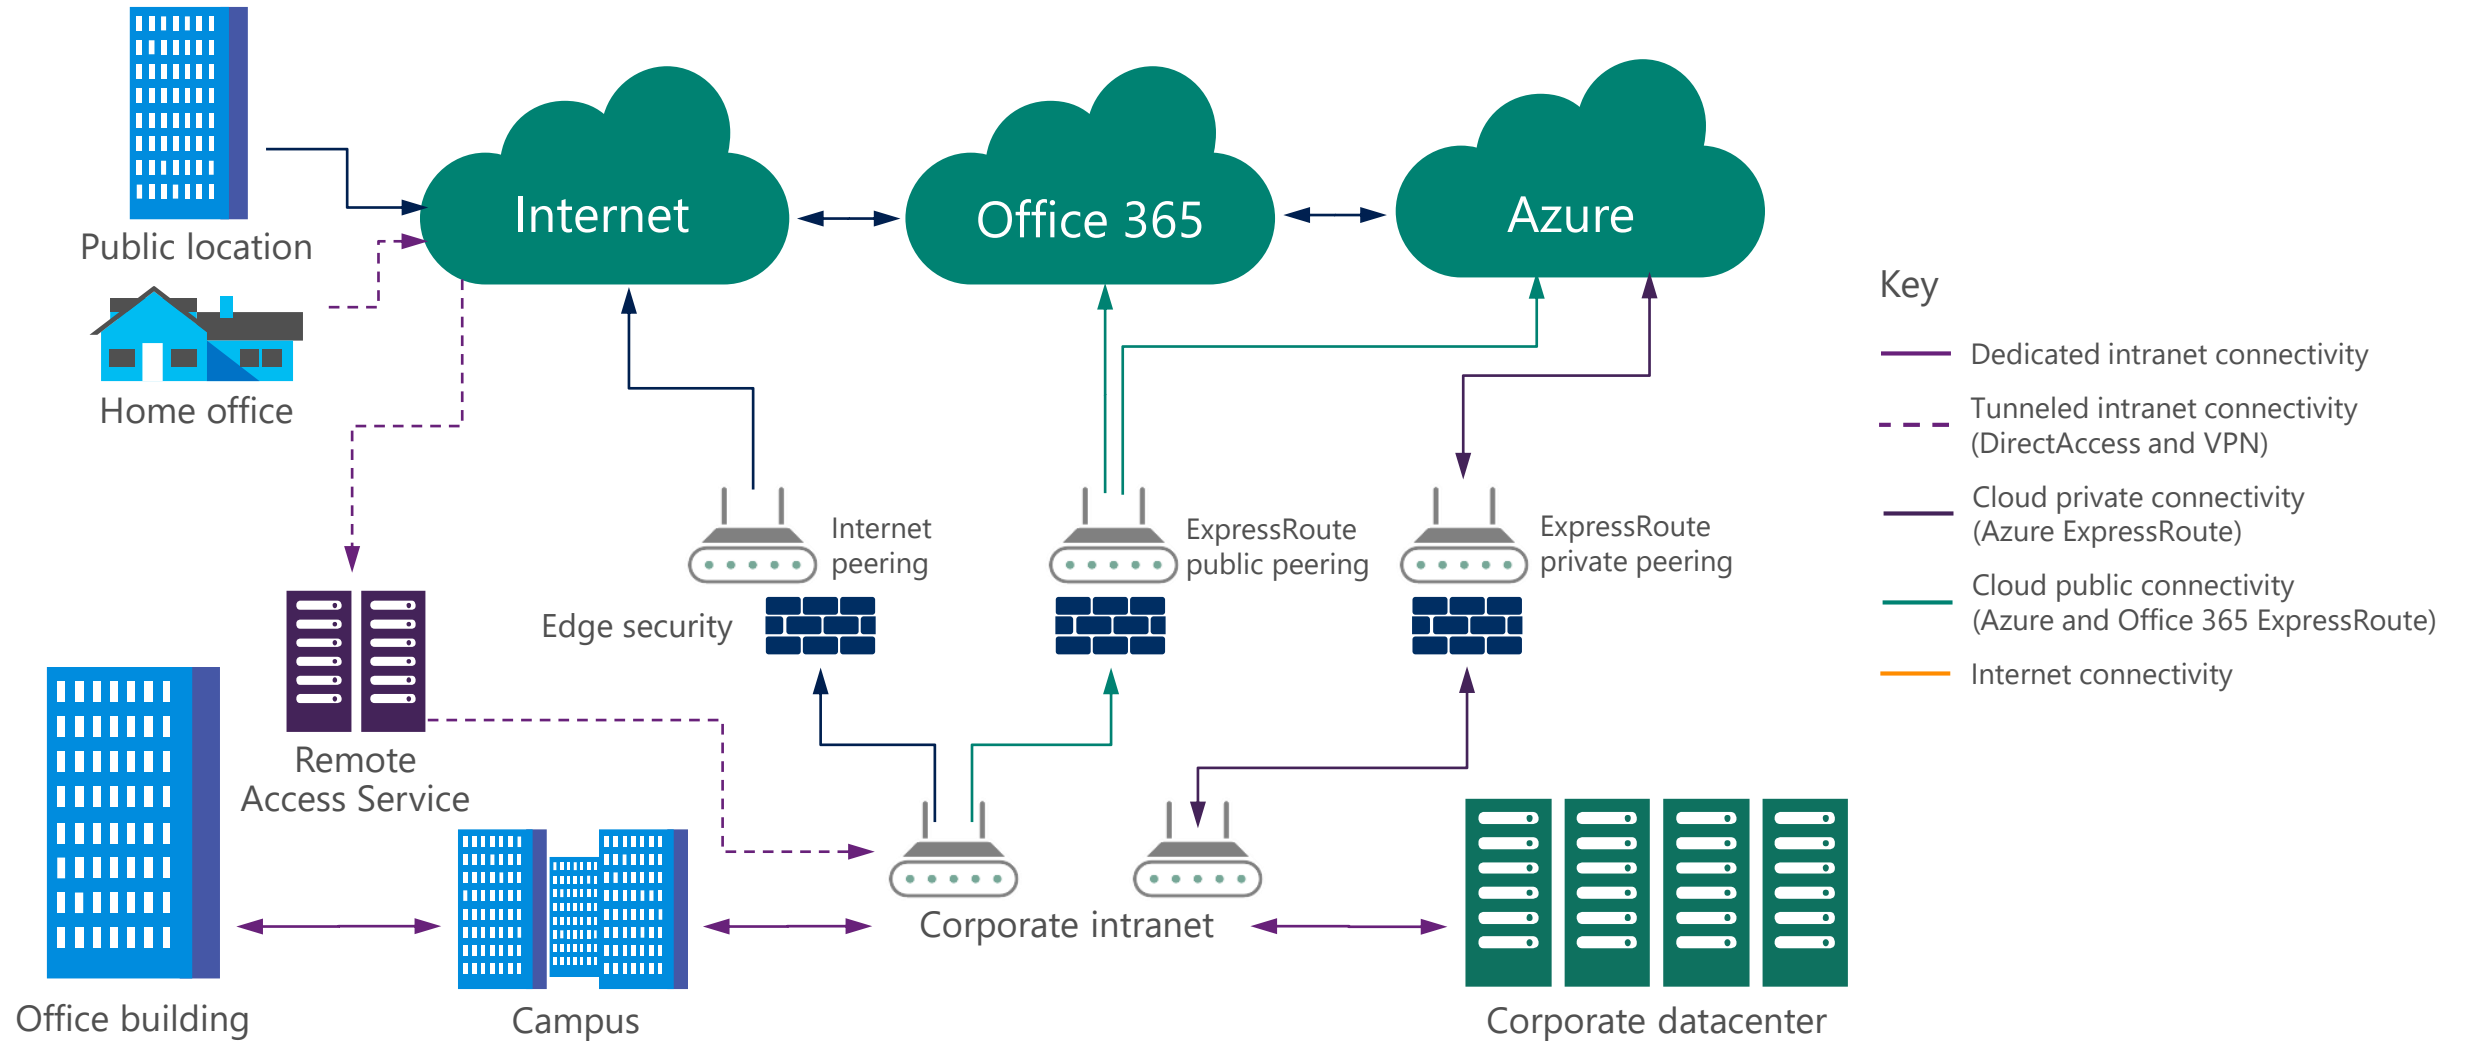 Public location
Home office
Internet
Office 365
Azure
Key
Dedicated intranet connectivity
Tunneled intranet connectivity
(DirectAccess and VPN)
Cloud private connectivity
(Azure ExpressRoute)
Cloud public connectivity
(Azure and Office 365 ExpressRoute)
Internet connectivity
Internet
peering
ExpressRoute
public peering
ExpressRoute
private peering
Edge security
Remote
Access Service
Corporate intranet
Office building
Campus
Corporate datacenter